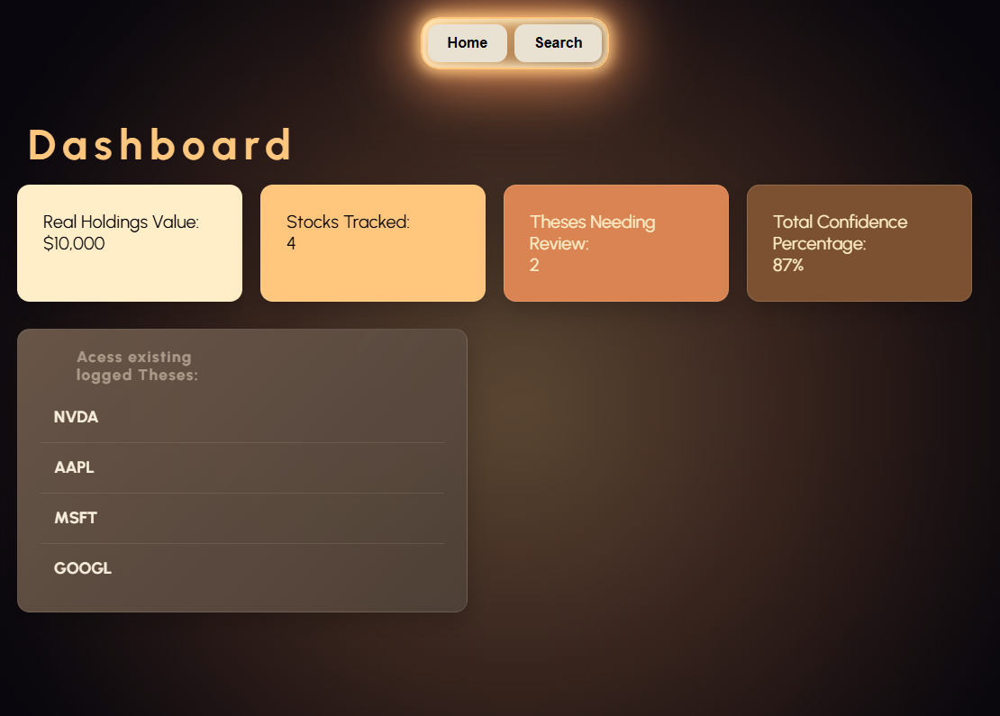 Home Search
Dashboard
Real Holdings Value:
$10,000
Stocks Tracked:
4
Theses Needing
Review:
2
Total Confidence
Percentage:
87%
Acess existing
logged Theses:
NVDA
AAPL
MSFT
GOOGL